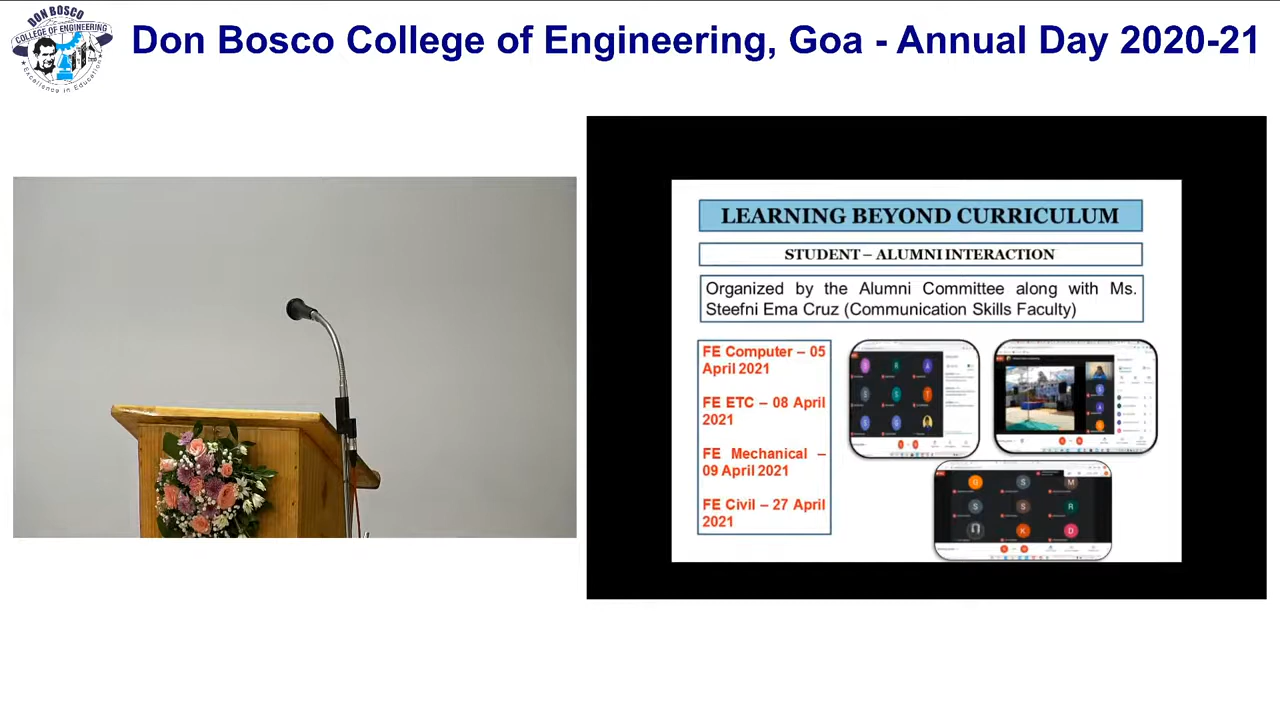 DON BOSCO
COLLEGE OF ENGINEERING
Excellence in Education
Don Bosco College of Engineering, Goa - Annual Day 2020-21
LEARNING BEYOND CURRICULUM
STUDENT – ALUMNI INTERACTION
Organized by the Alumni Committee along with Ms.
Steefni Ema Cruz (Communication Skills Faculty)
FE Computer – 05
April 2021
FE ETC – 08 April
2021
FE Mechanical –
09 April 2021
FE Civil – 27 April
2021